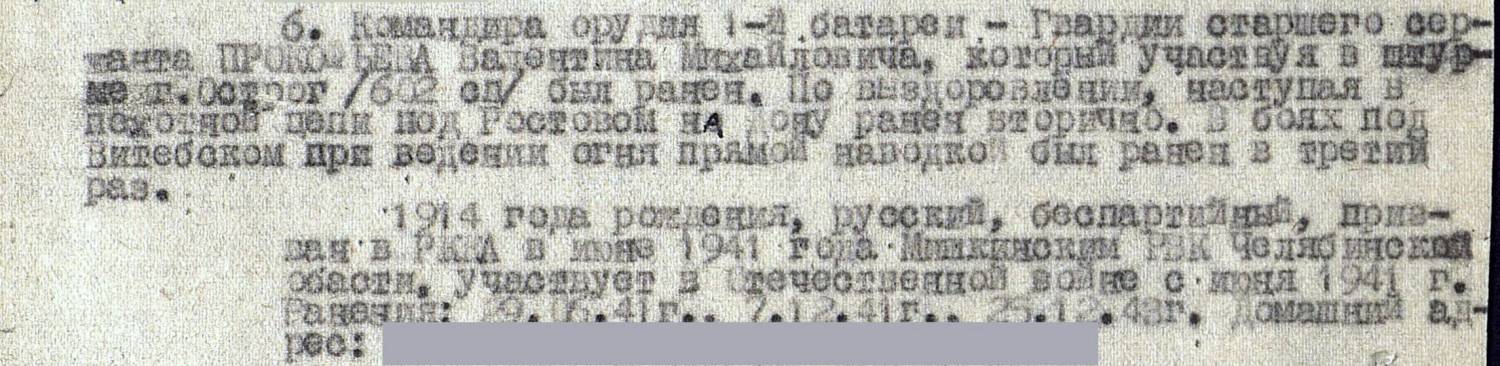 6. Командира орудия 1-й батареи - Гвардии старшего сер-
жанта ПРОКОФЬЕВА Валентина Михайловича, который участвуя в штур-
ме г.Острог /602 сп/ был ранен. По выздоровлении, наступая в
пехотной цепи под Ростовом нА Дону ранен вторично. В боях под
Витебском при ведении огня прямой наводкой был ранен в третий
раз.
1914 года рождения, русский, беспартийный, приз-
ван в РККА в июне 1941 года Мишкинским РВК Челябинской
обасти. Участвует в Отечественной войне с июня 1941 г.
Ранения: 29.06.41г., 7.12.41г., 25.12.43г. Домашний ад-
рес: